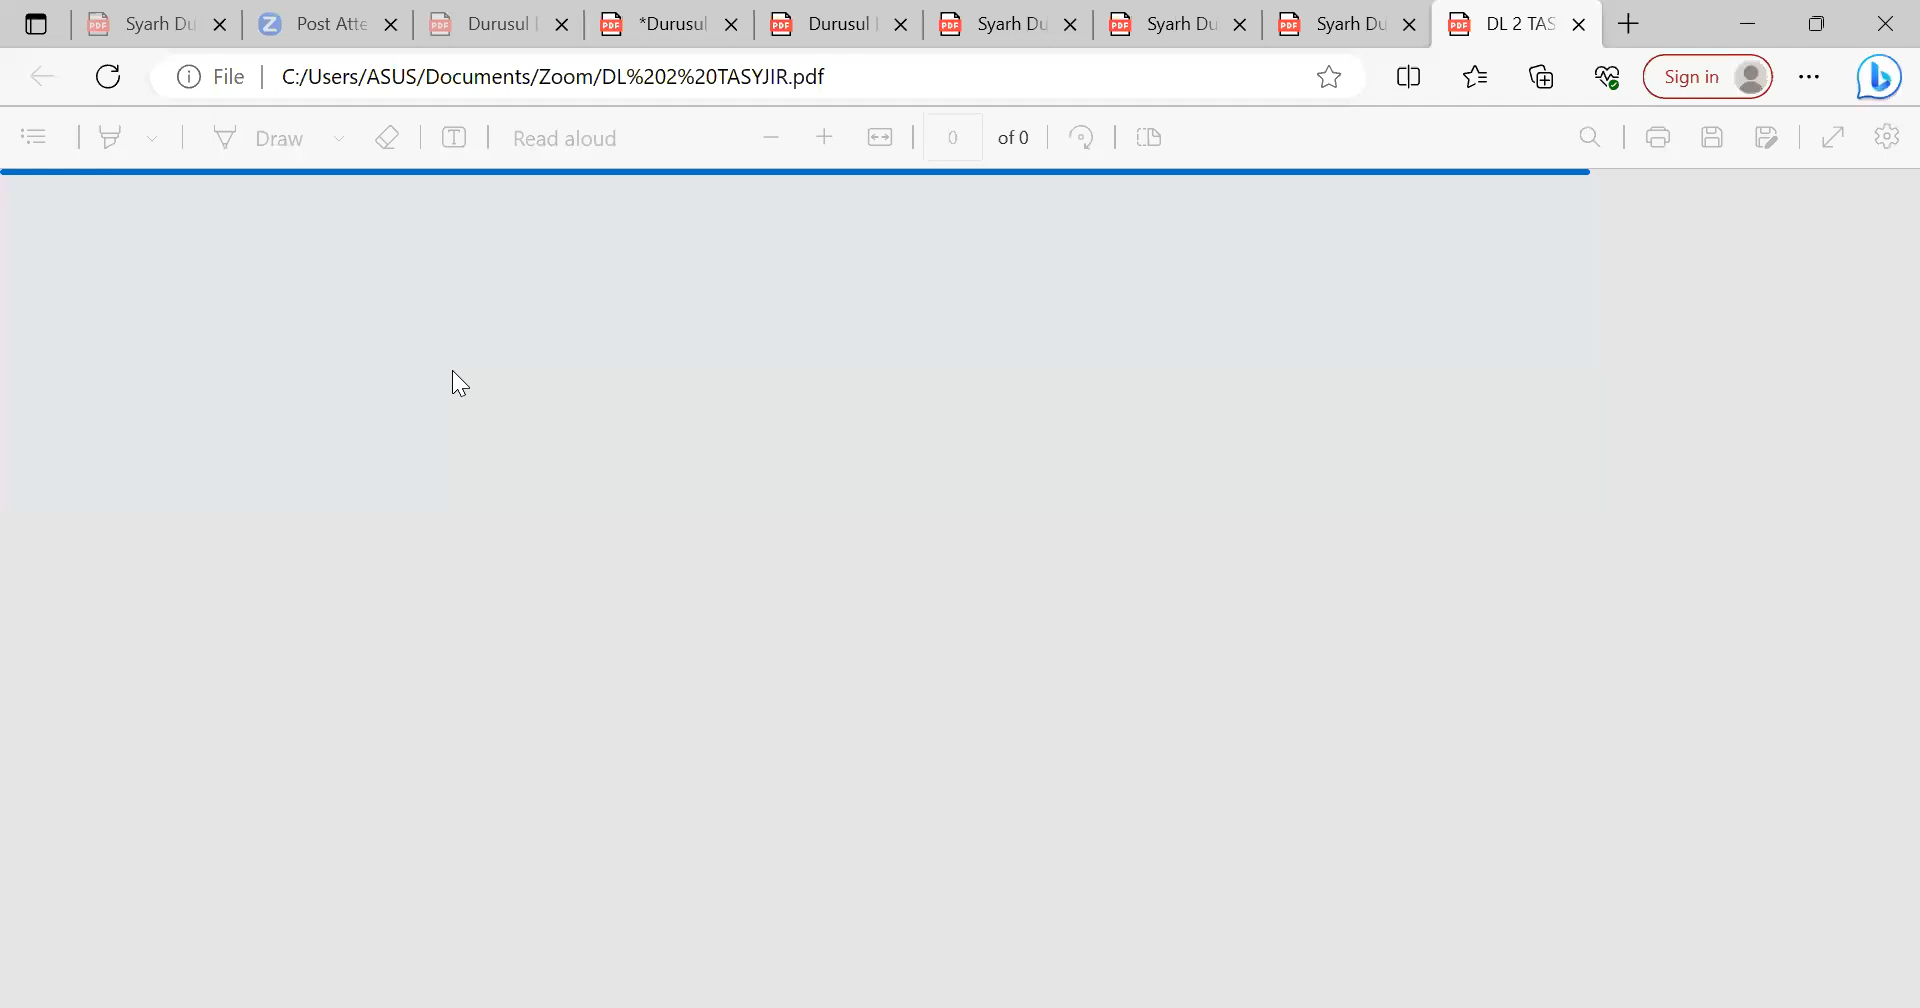 Syarh Du
Post Atte
Durusul
*Durusul
Durusul
Syarh Du
Syarh Du
Syarh Du
DL 2 TAS
File
C:/Users/ASUS/Documents/Zoom/DL%202%20TASYJIR.pdf
Sign in
Draw
Read aloud
0
of 0